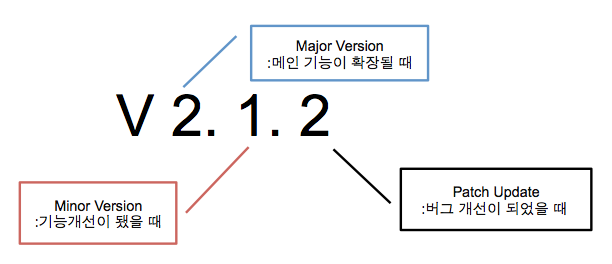 Major Version
:메인 기능이 확장될 때
V 2. 1. 2
Minor Version
:기능개선이 됐을 때
Patch Update
:버그 개선이 되었을 때